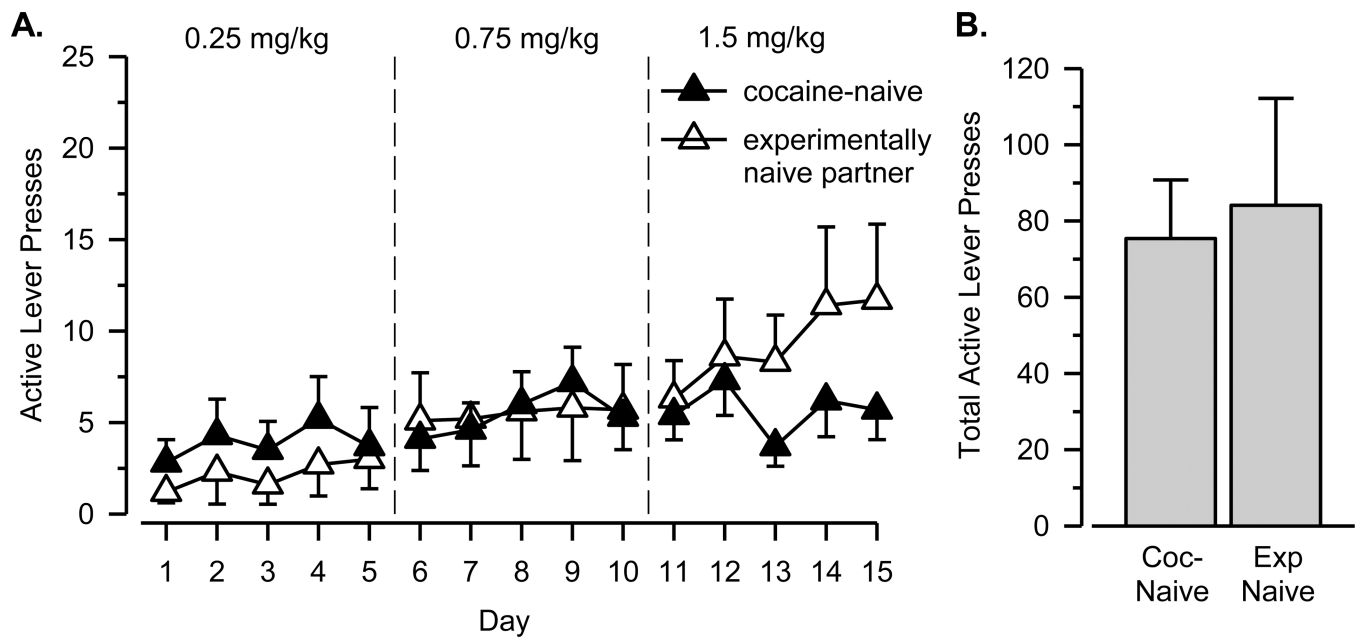 A.
0.25 mg/kg
0.75 mg/kg
1.5 mg/kg
cocaine-naive
experimentally
naive partner
Active Lever Presses
25
20
15
10
5
0
1 2 3 4 5 6 7 8 9 10 11 12 13 14 15
Day
B.
Total Active Lever Presses
120
100
80
60
40
20
0
Coc-
Naive
Exp
Naive